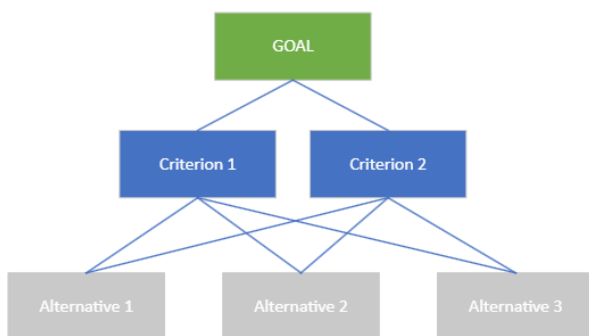 GOAL
Criterion 1
Criterion 2
Alternative 1
Alternative 2
Alternative 3